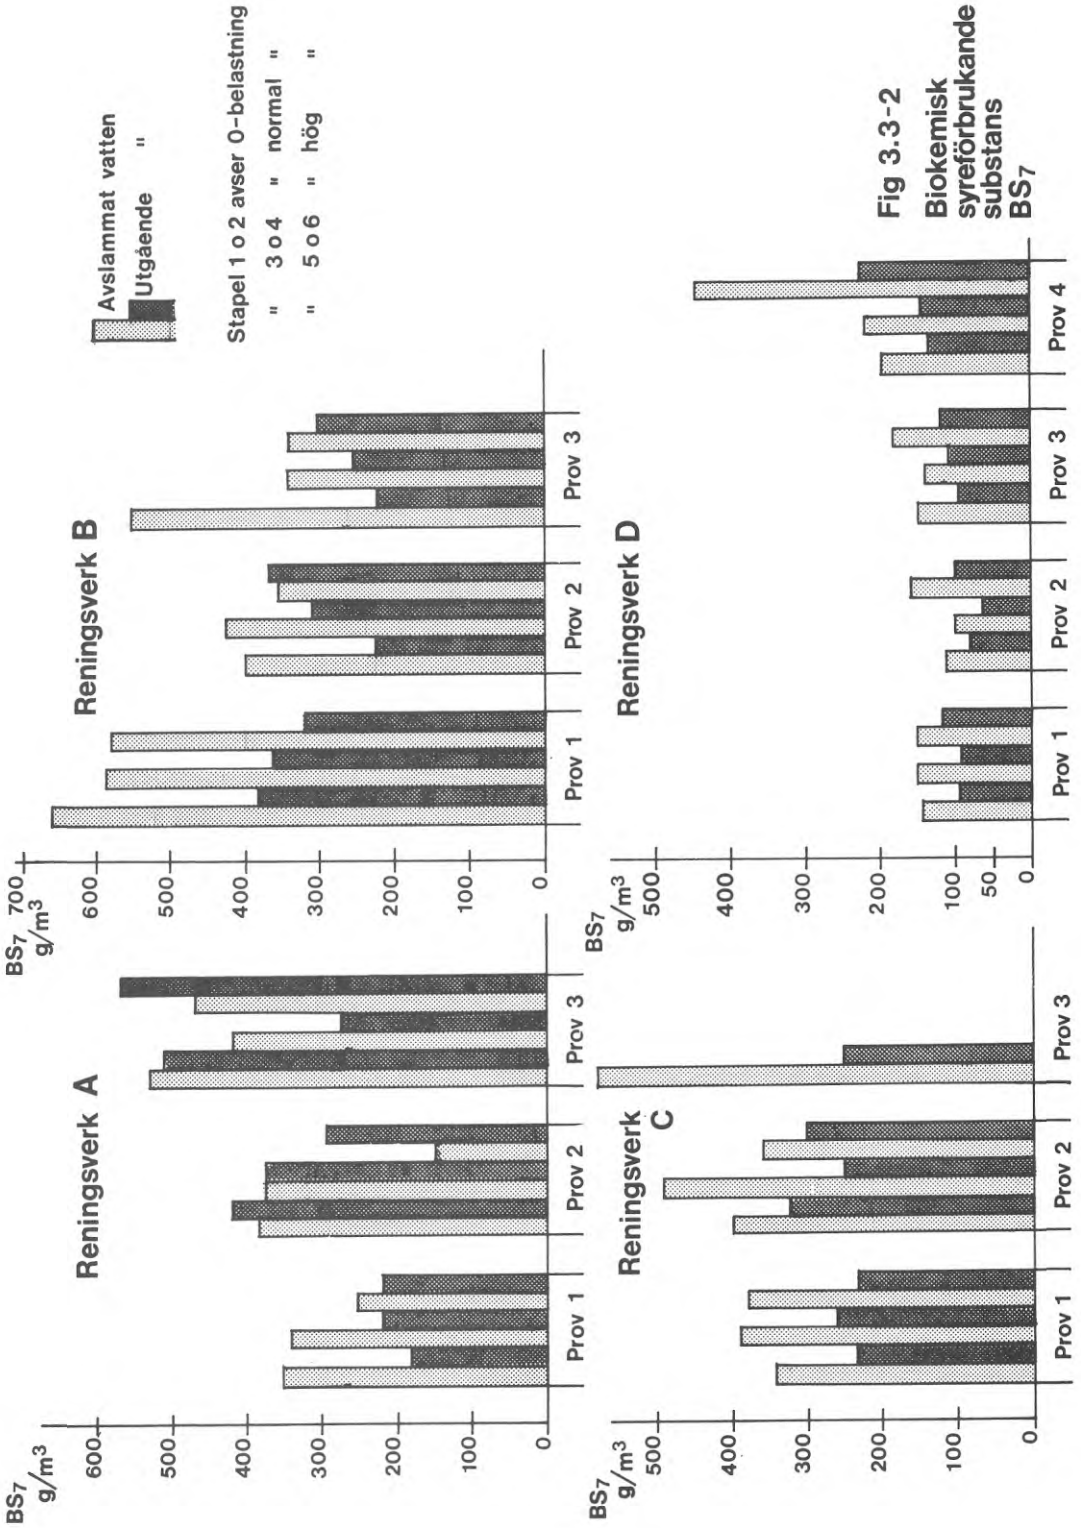 BS7
g/m³
600
500
400
300
200
100
0
Reningsverk A
Prov 1
Prov 2
Prov 3
BS7
g/m³
700
600
500
400
300
200
100
0
Reningsverk B
Prov 1
Prov 2
Prov 3
Avslammat vatten
Utgående "
Stapel 1 o 2 avser 0-belastning
" 3 o 4 " normal "
" 5 o 6 " hög "
BS7
g/m³
500
400
300
200
100
0
Reningsverk
C
Prov 1
Prov 2
Prov 3
BS7
g/m³
500
400
300
200
100
50
0
Reningsverk D
Prov 1
Prov 2
Prov 3
Prov 4
Fig 3.3-2
Biokemisk
syreförbrukande
substans
BS7